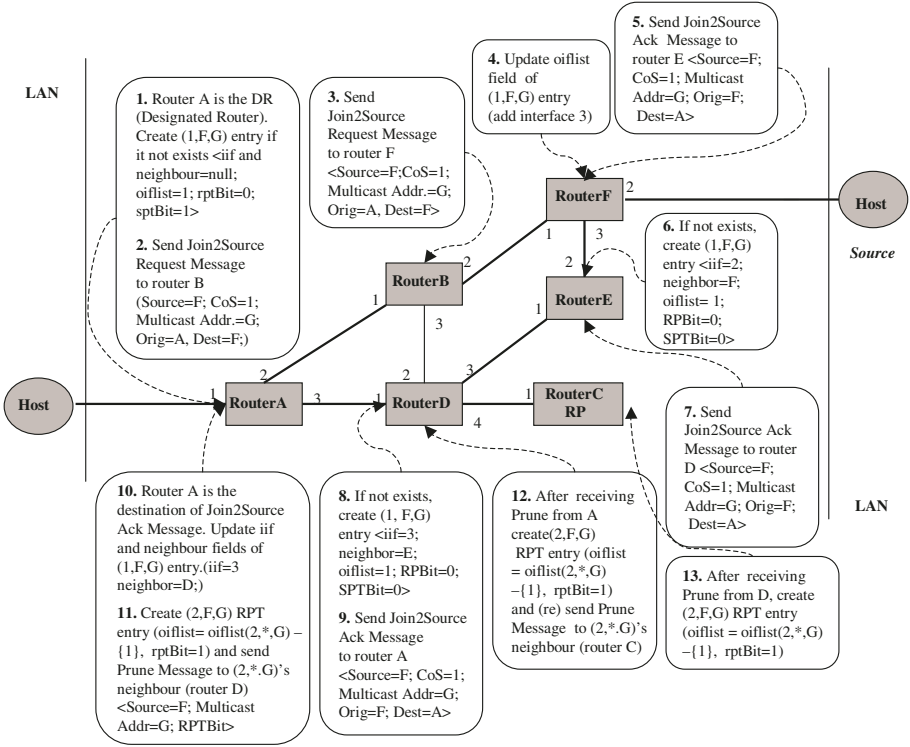 LAN
1. Router A is the DR
(Designated Router).
Create (1,F,G) entry if
it not exists <iif and
neighbour=null;
oiflist=1; rptBit=0;
sptBit=1>
2. Send Join2Source
Request Message
to router B
(Source=F; CoS=1;
Multicast Addr.=G;
Orig=A, Dest=F;)
3. Send
Join2Source
Request Message
to router F
<Source=F;CoS=1;
Multicast Addr.=G;
Orig=A, Dest=F>
4. Update oiflist
field of
(1,F,G) entry
(add interface 3)
5. Send Join2Source
Ack Message to
router E <Source=F;
CoS=1; Multicast
Addr=G; Orig=F;
Dest=A>
RouterF
2
1
3
Host
Source
6. If not exists,
create (1,F,G)
entry <iif=2;
neighbor=F;
oiflist= 1;
RPBit=0;
SPTBit=0>
RouterB
2
1
3
2
RouterE
1
Host
1
RouterA
2
3
1
RouterD
2
3
4
1
RouterC
RP
7. Send
Join2Source Ack
Message to router
D <Source=F;
CoS=1; Multicast
Addr=G; Orig=F;
Dest=A>
LAN
10. Router A is the
destination of Join2Source
Ack Message. Update iif
and neighbour fields of
(1,F,G) entry.(iif=3
neighbor=D;)
11. Create (2,F,G) RPT
entry (oiflist= oiflist(2,*,G) –
{1}, rptBit=1) and send
Prune Message to (2,*.G)'s
neighbour (router D)
<Source=F; Multicast
Addr=G; RPTBit>
8. If not exists,
create (1, F,G)
entry <iif=3;
neighbor=E;
oiflist=1; RPBit=0;
SPTBit=0>
9. Send Join2Source
Ack Message
to router A
<Source=F; CoS=1;
Multicast Addr=G;
Orig=F; Dest=A>
12. After receiving
Prune from A
create(2,F,G)
RPT entry (oiflist
= oiflist(2,*,G)
–{1}, rptBit=1)
and (re) send Prune
Message to (2,*.G)'s
neighbour (router C)
13. After receiving
Prune from D, create
(2,F,G) RPT entry
(oiflist = oiflist(2,*,G)
–{1}, rptBit=1)